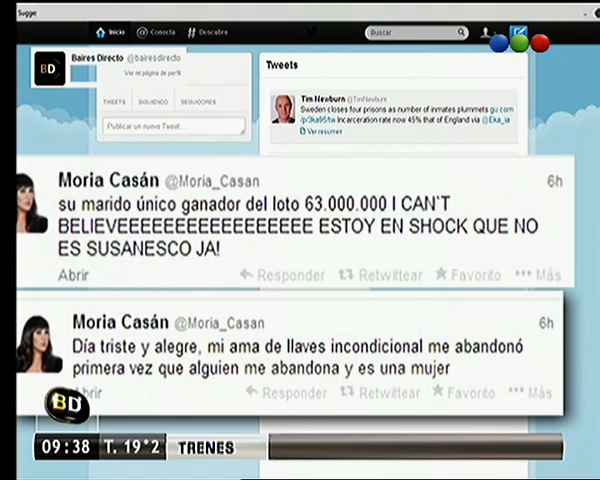 Inicio
@ Conecta
# Descubre
Buscar
BD
Baires Directo @bairesdirecto
Ver mi página de perfil
TWEETS SIGUIENDO SEGUIDORES
Publicar un nuevo Tweet...
Tweets
Tim Newburn @TimNewburn
Sweden closes four prisons as number of inmates plummets gu.com
/p/3ka95/tw Incarceration rate now 45% that of England via @Eka_ia
Ver resumen
Moria Casán @Moria_Casan 6h
su marido único ganador del loto 63.000.000 I CAN`T
BELIEVEEEEEEEEEEEEEEEEEE ESTOY EN SHOCK QUE NO
ES SUSANESCO JA!
Abrir Responder Retwittear Favorito Más
Moria Casán @Moria_Casan 6h
Día triste y alegre, mi ama de llaves incondicional me abandonó
primera vez que alguien me abandona y es una mujer
brir Responder Retwittear Favorito Más
BD
09:38 T. 19°2 TRENES